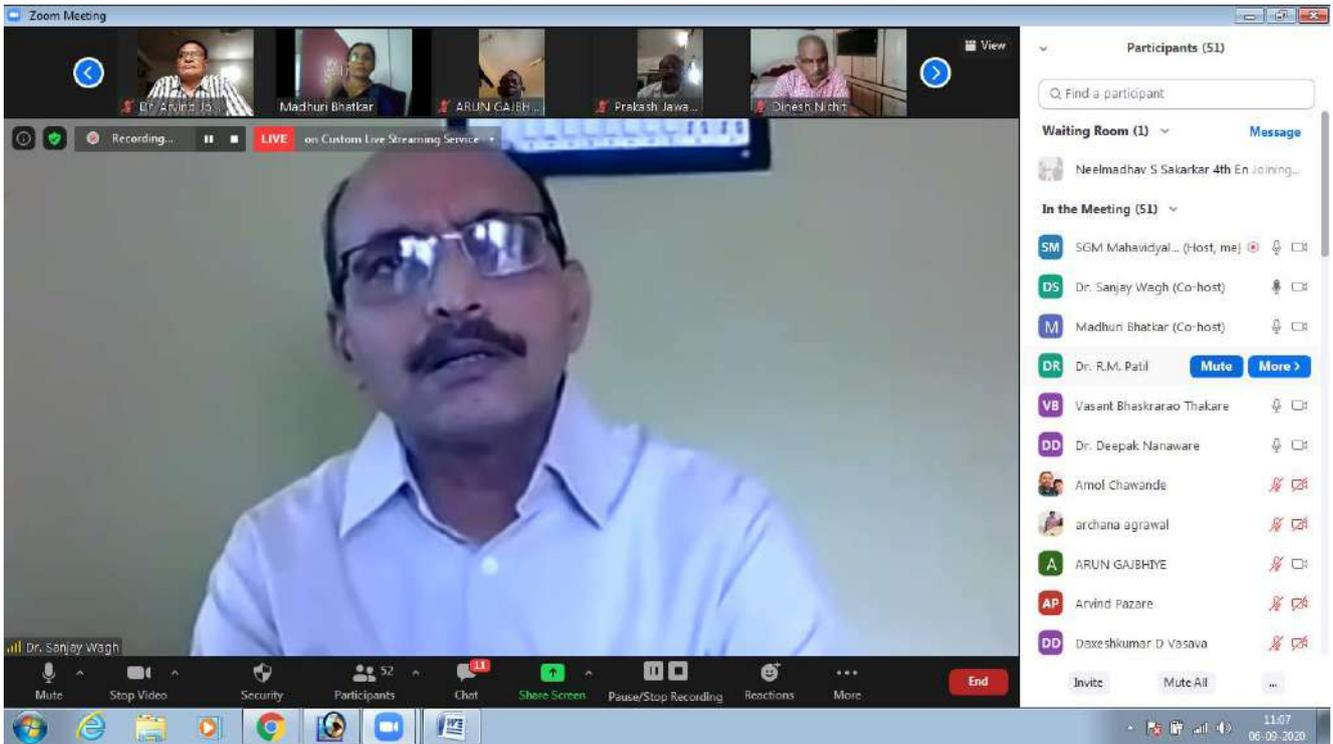 Zoom Meeting
Dr. Arvind Jo...
Madhuri Bhatkar
ARUN GAJBH...
Prakash Jawa...
Dinesh Nichit
View
Recording...
LIVE
on Custom Live Streaming Service
Dr. Sanjay Wagh
Participants (51)
Find a participant
Waiting Room (1)
Message
Neelmadhav S Sakarkar 4th En Joining...
In the Meeting (51)
SM SGM Mahavidyal... (Host, me)
DS Dr. Sanjay Wagh (Co-host)
M Madhuri Bhatkar (Co-host)
DR Dr. R.M. Patil Mute More >
VB Vasant Bhaskrarao Thakare
DD Dr. Deepak Nanaware
Amol Chawande
archana agrawal
A ARUN GAJBHIYE
AP Arvind Pazare
DD Daxeshkumar D Vasava
Invite Mute All ...
Mute
Stop Video
Security
52
Participants
11
Chat
Share Screen
Pause/Stop Recording
Reactions
More
End
11:07
06-09-2020